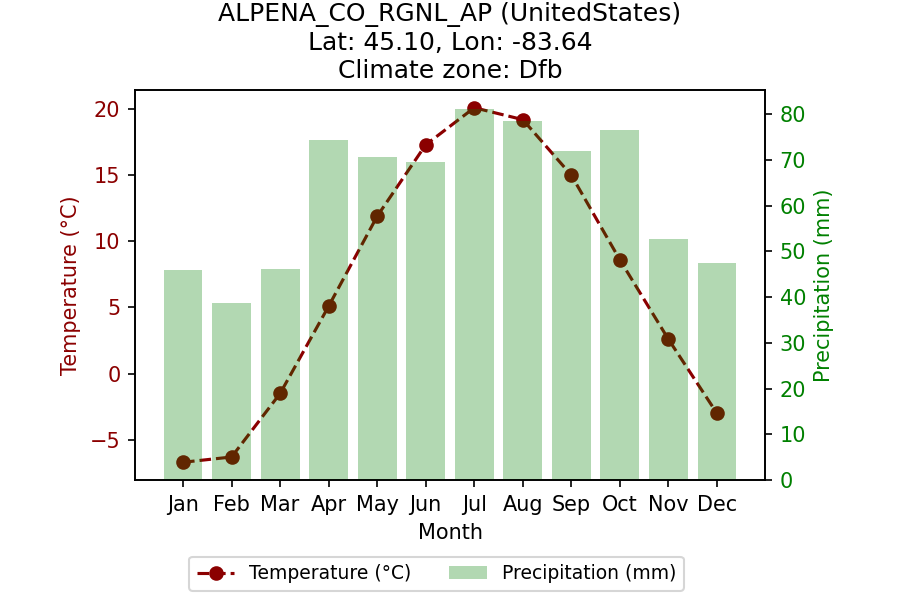 ALPENA_CO_RGNL_AP (UnitedStates)
Lat: 45.10, Lon: -83.64
Climate zone: Dfb
20
15
10
5
0
−5
Temperature (°C)
80
70
60
50
40
30
20
10
0
Precipitation (mm)
Jan Feb Mar Apr May Jun Jul Aug Sep Oct Nov Dec
Month
Temperature (°C) Precipitation (mm)